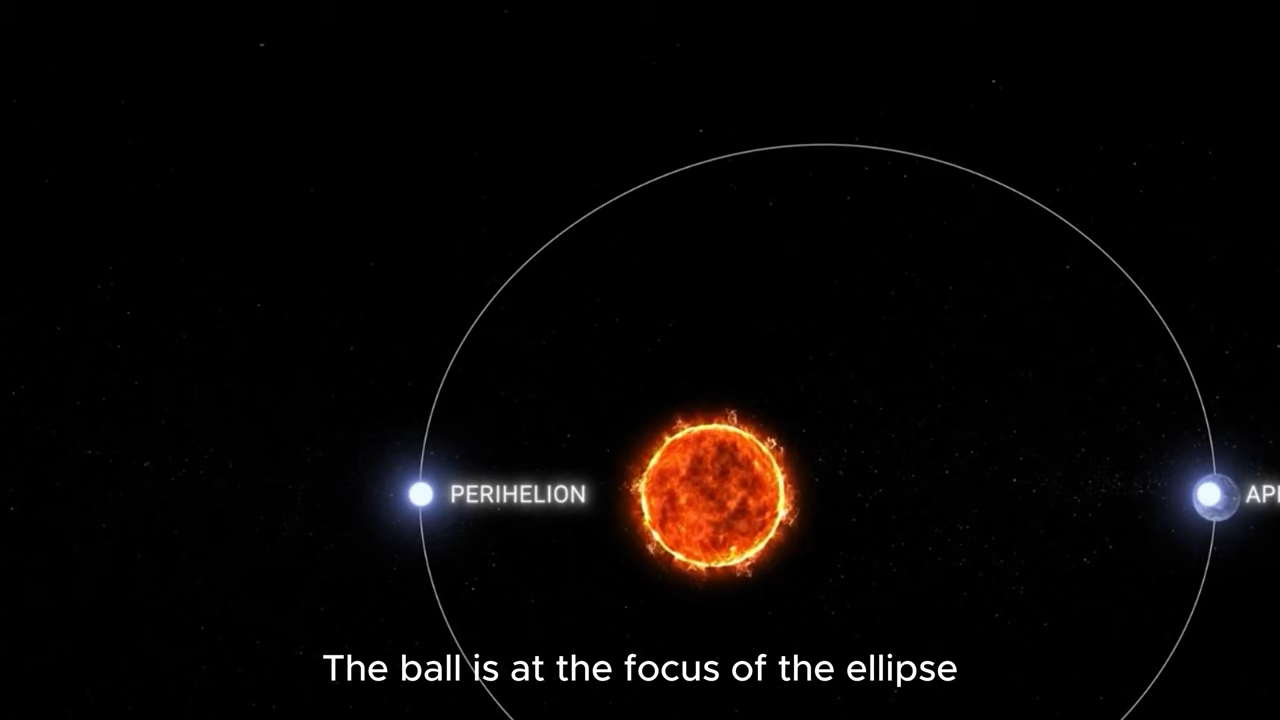 PERIHELION
The ball is at the focus of the ellipse